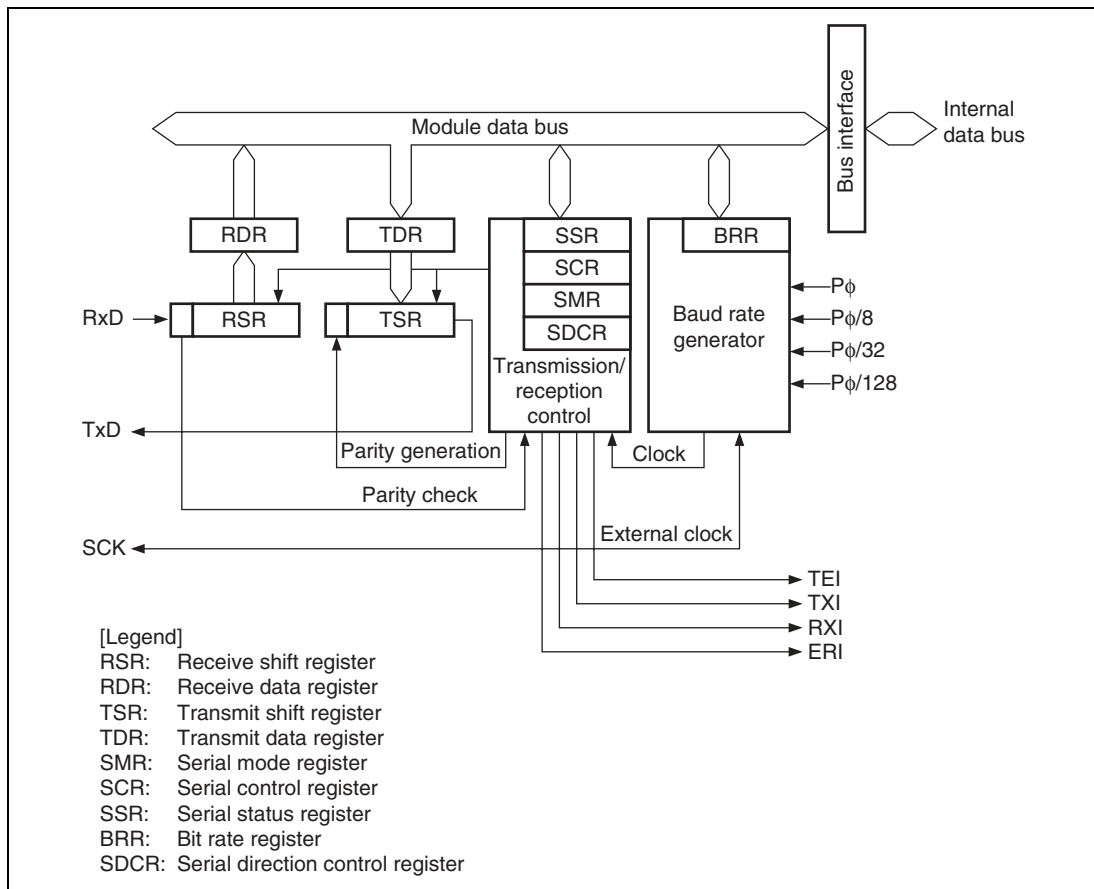 Module data bus
Bus interface
Internal
data bus
RDR
TDR
SSR
BRR
SCR
SMR
SDCR
RxD
RSR
TSR
Baud rate
generator
Pϕ
Pϕ/8
Pϕ/32
Pϕ/128
Transmission/
reception
control
TxD
Parity generation
Clock
Parity check
SCK
External clock
TEI
TXI
RXI
ERI
[Legend]
RSR: Receive shift register
RDR: Receive data register
TSR: Transmit shift register
TDR: Transmit data register
SMR: Serial mode register
SCR: Serial control register
SSR: Serial status register
BRR: Bit rate register
SDCR: Serial direction control register